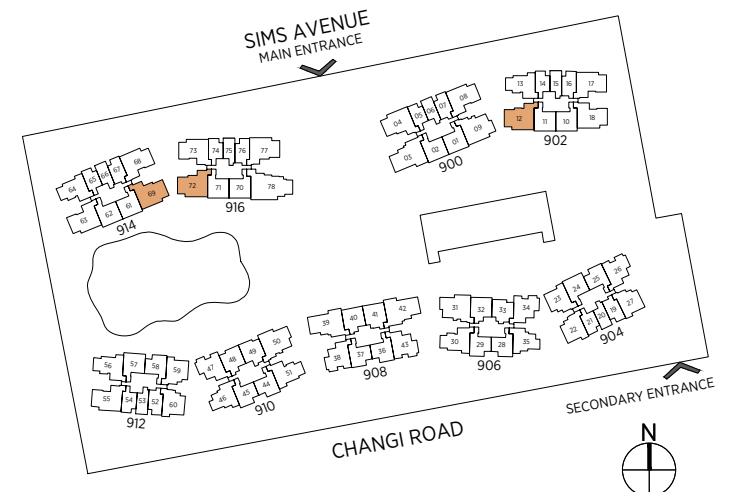 SIMS AVENUE
MAIN ENTRANCE
13 14 15 16 17
12 11 10 18
902
04 05 06 07 08
03 02 01 09
900
73 74 75 76 77
72 71 70 78
916
64 65 66 67 68
63 62 61 69
914
23 24 25 26
22 21 20 19 27
904
31 32 33 34
30 29 28 35
906
39 40 41 42
38 37 36 43
908
47 48 49 50
46 45 44 51
910
56 57 58 59
55 54 53 52 60
912
SECONDARY ENTRANCE
CHANGI ROAD
N